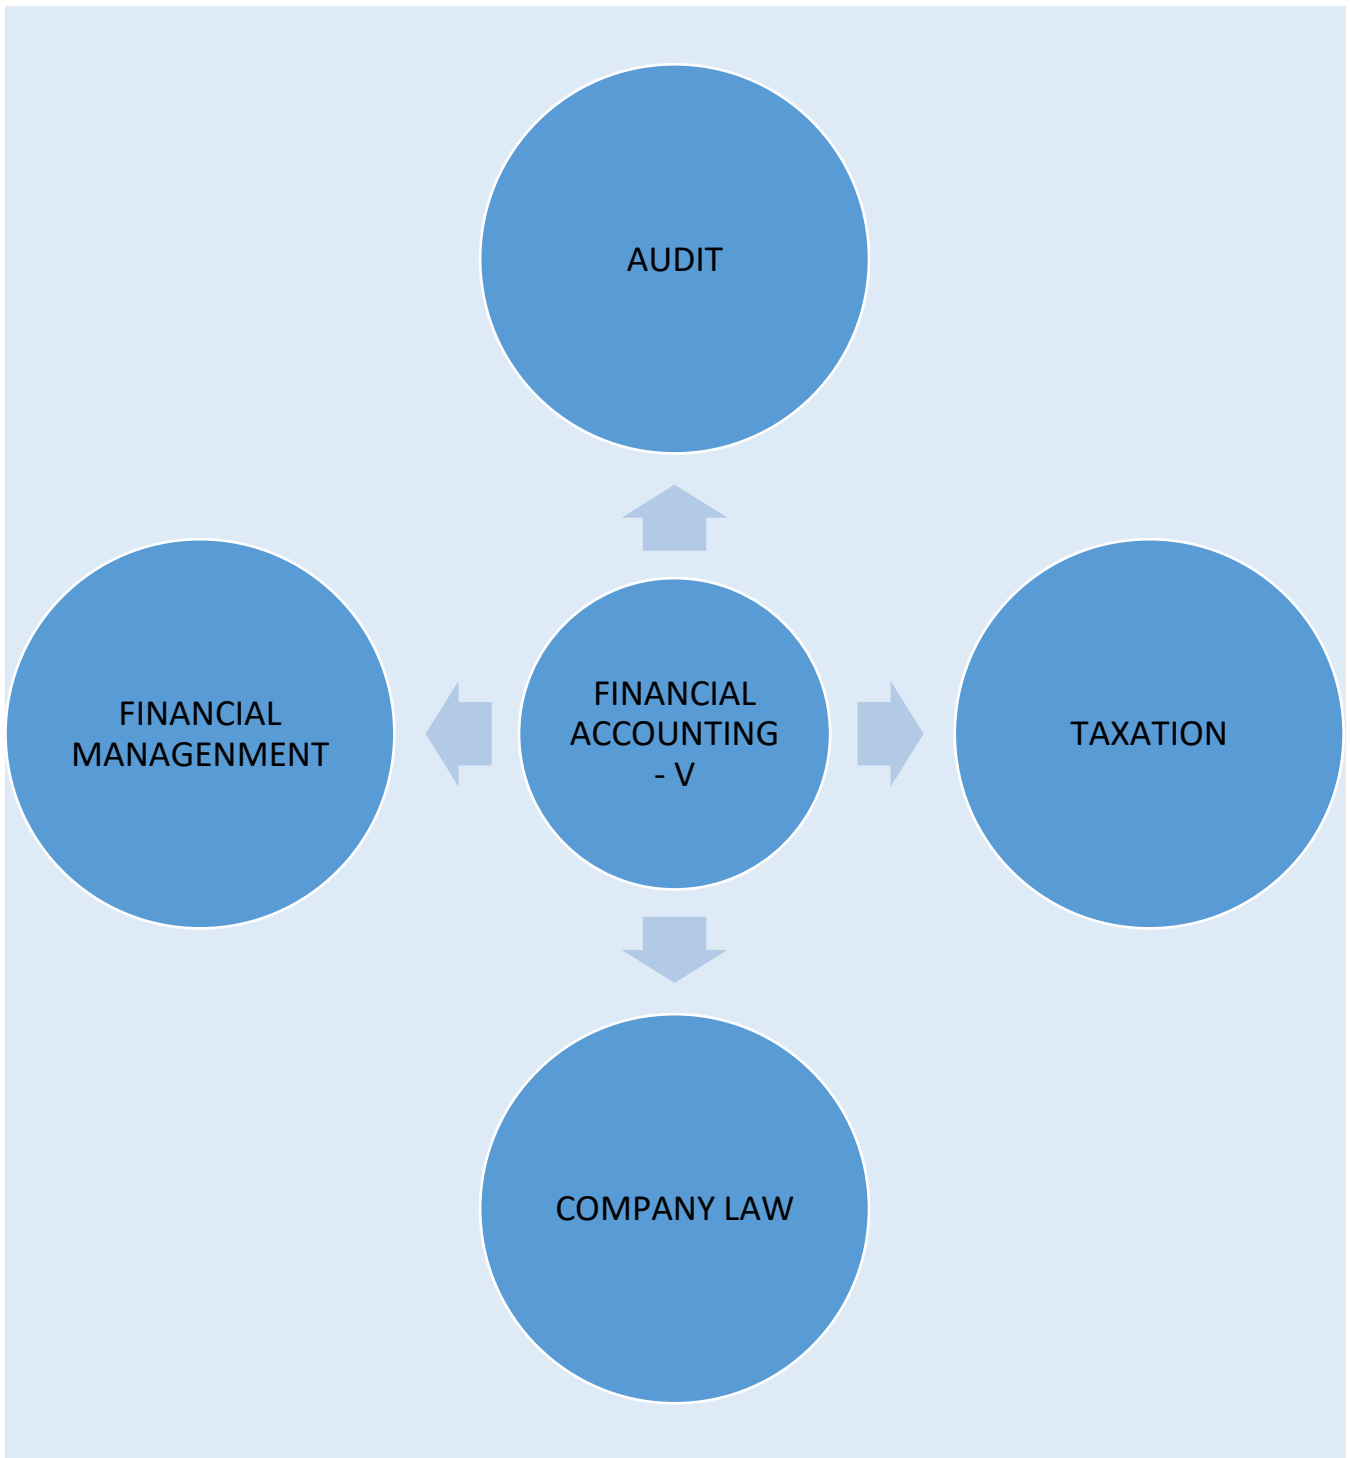 AUDIT
FINANCIAL
MANAGENMENT
FINANCIAL
ACCOUNTING
- V
TAXATION
COMPANY LAW